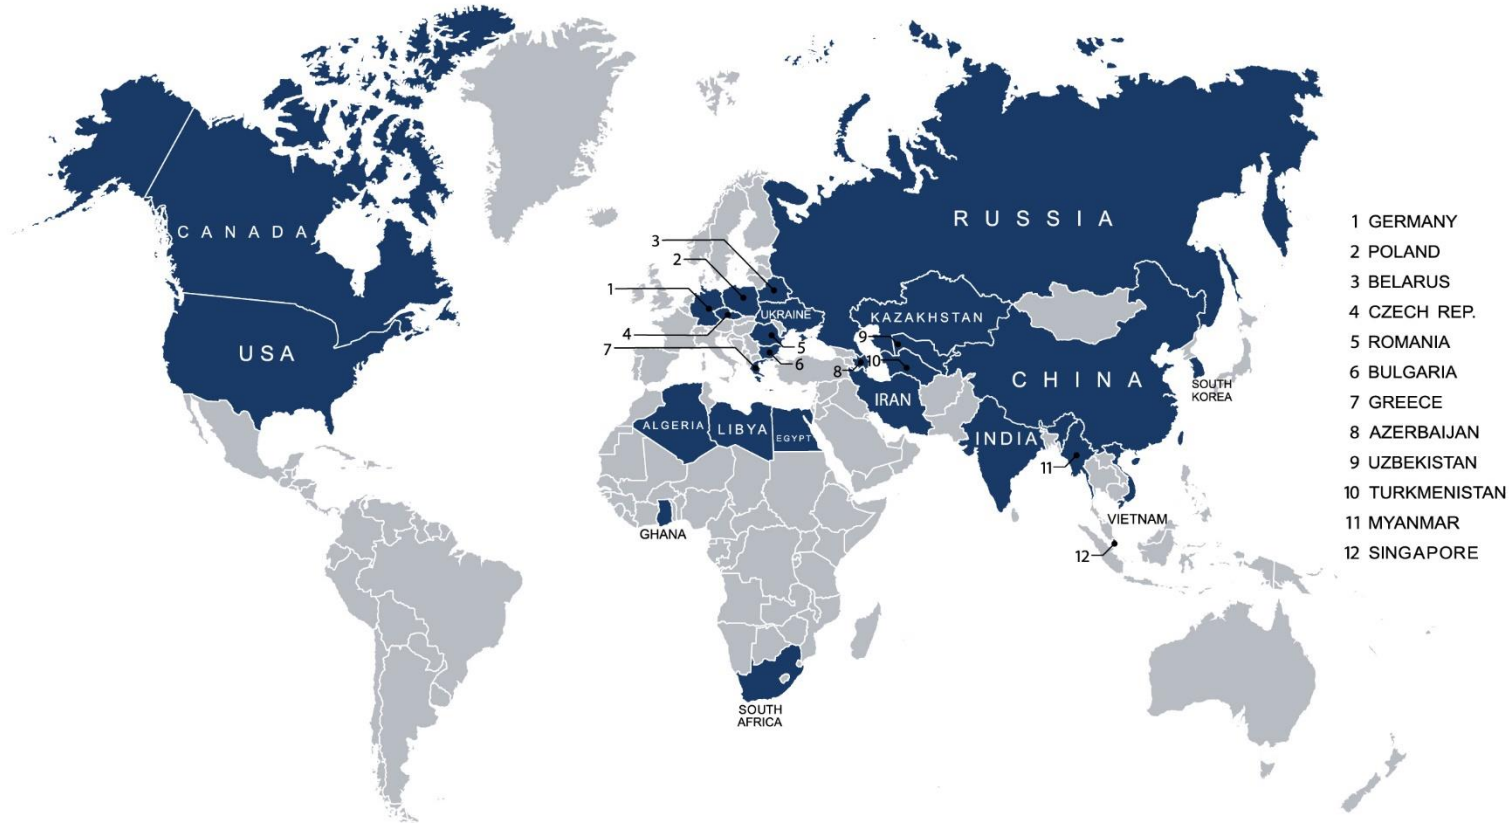 CANADA
USA
RUSSIA
3
2
1
UKRAINE
KAZAKHSTAN
4
5
9
7
6
8
10
CHINA
SOUTH
KOREA
IRAN
ALGERIA
LIBYA
EGYPT
INDIA
11
GHANA
VIETNAM
12
SOUTH
AFRICA
1 GERMANY
2 POLAND
3 BELARUS
4 CZECH REP.
5 ROMANIA
6 BULGARIA
7 GREECE
8 AZERBAIJAN
9 UZBEKISTAN
10 TURKMENISTAN
11 MYANMAR
12 SINGAPORE